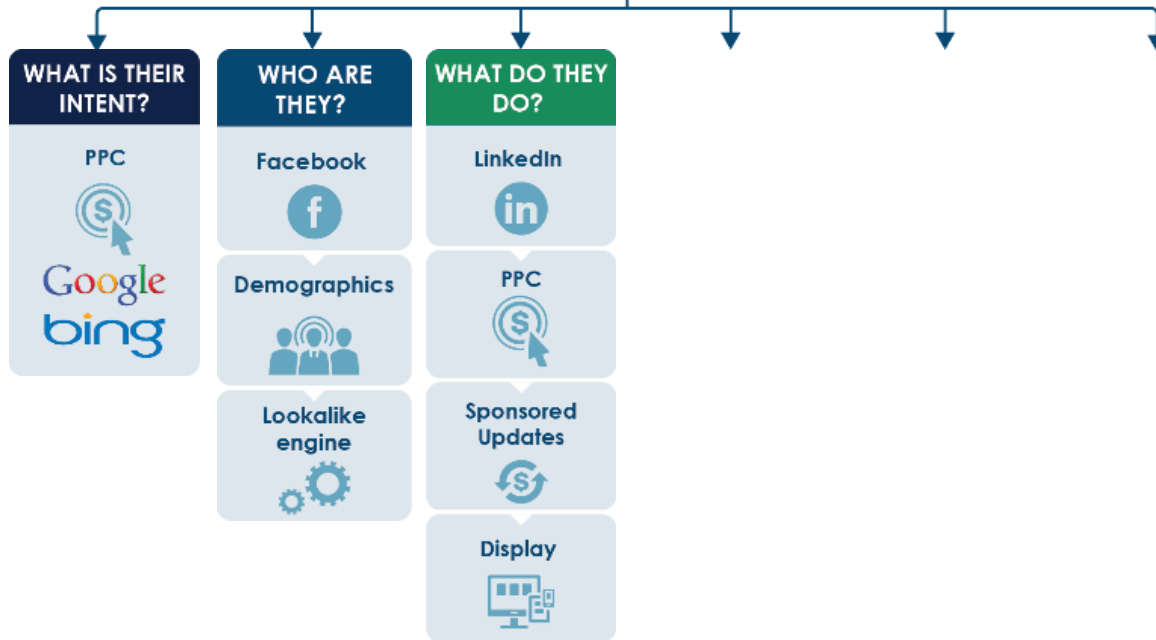 WHAT IS THEIR
INTENT?
PPC
$
Google
bing
WHO ARE
THEY?
Facebook
f
Demographics
Lookalike
engine
WHAT DO THEY
DO?
LinkedIn
in
PPC
$
Sponsored
Updates
$
Display